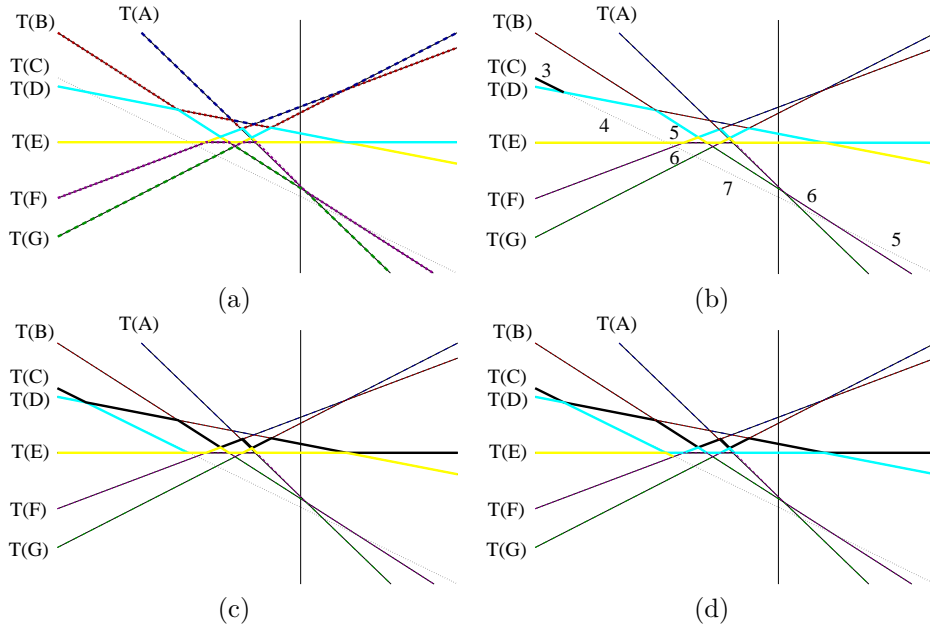 T(B)
T(A)
T(C)
T(D)
T(E)
T(F)
T(G)
(a)
T(B)
T(A)
T(C)
3
T(D)
4
5
T(E)
6
7
T(F)
6
T(G)
5
(b)
T(B)
T(A)
T(C)
T(D)
T(E)
T(F)
T(G)
(c)
T(B)
T(A)
T(C)
T(D)
T(E)
T(F)
T(G)
(d)